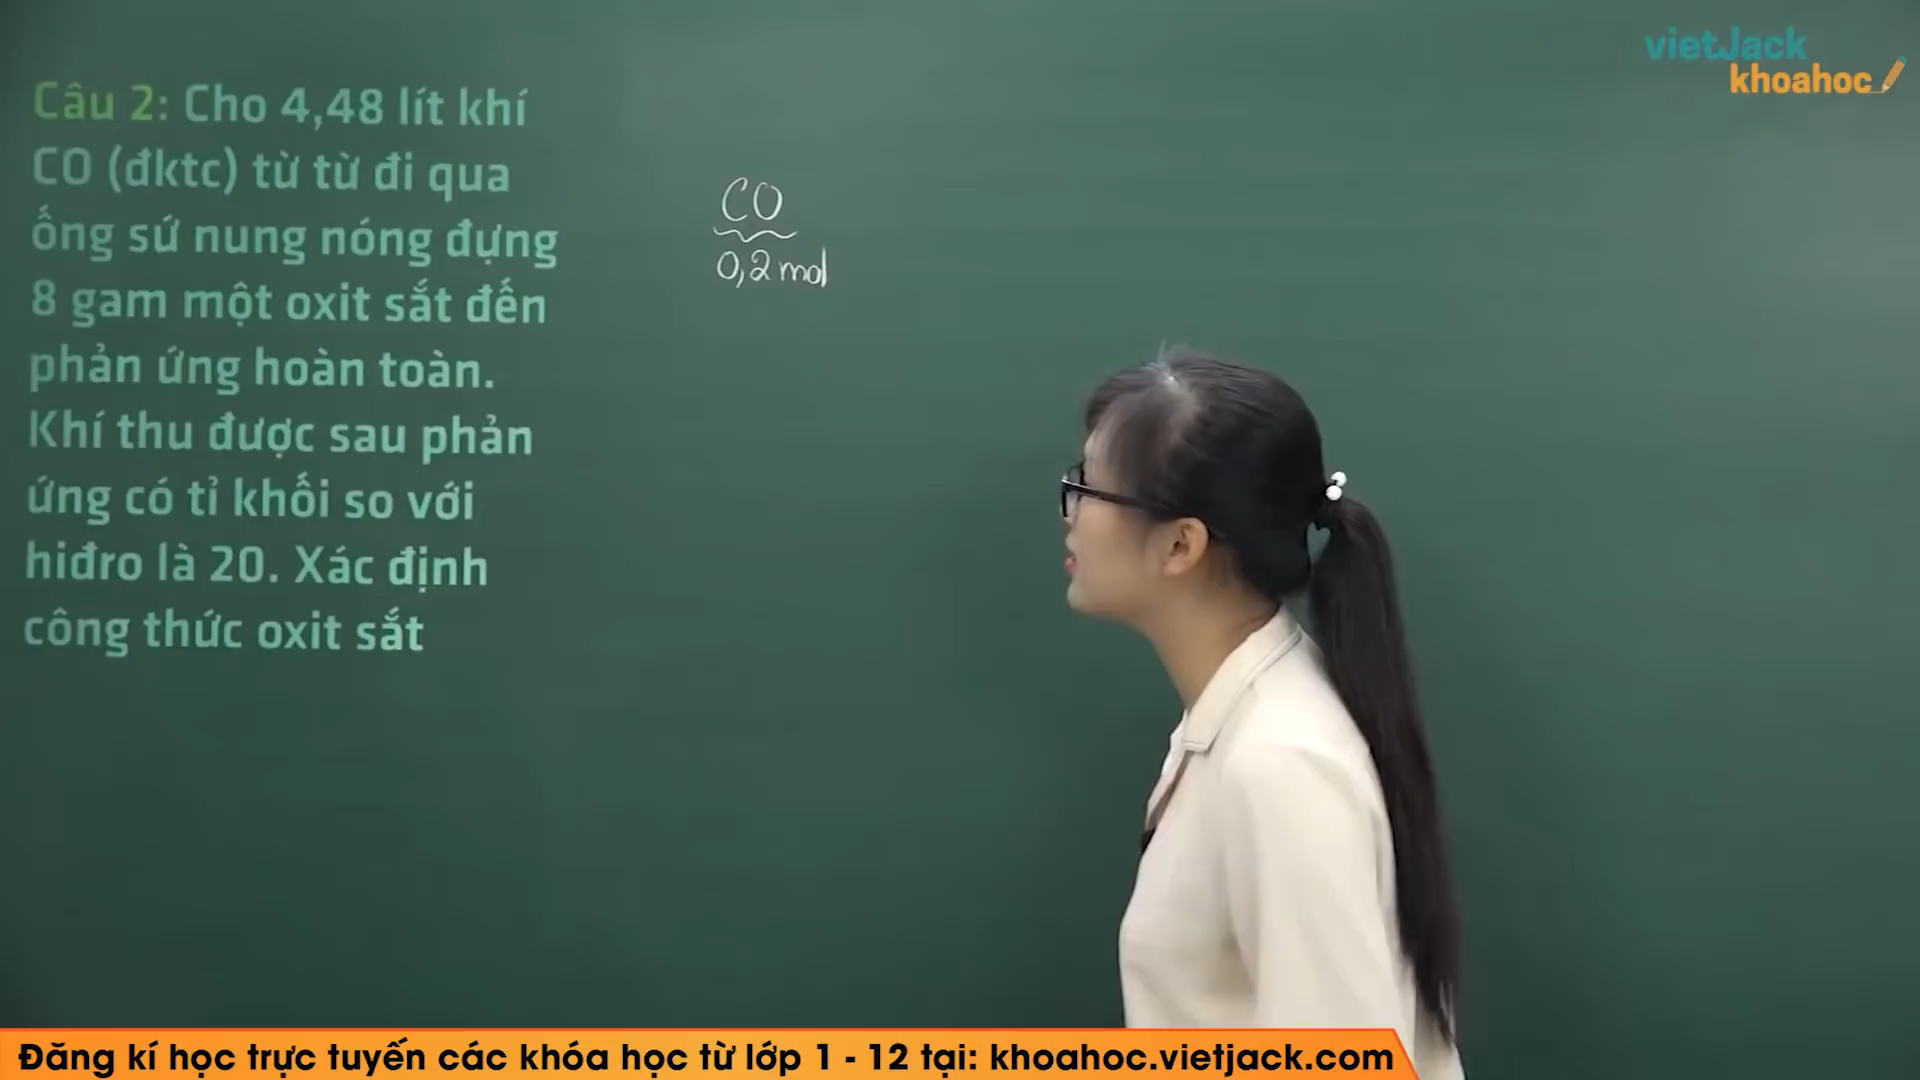 vietJack
khoahoc
Câu 2: Cho 4,48 lít khí
CO (đktc) từ từ đi qua
ống sứ nung nóng đựng
8 gam một oxit sắt đến
phản ứng hoàn toàn.
Khí thu được sau phản
ứng có tỉ khối so với
hiđro là 20. Xác định
công thức oxit sắt
CO
0,2 mol
Đăng kí học trực tuyến các khóa học từ lớp 1 - 12 tại: khoahoc.vietjack.com